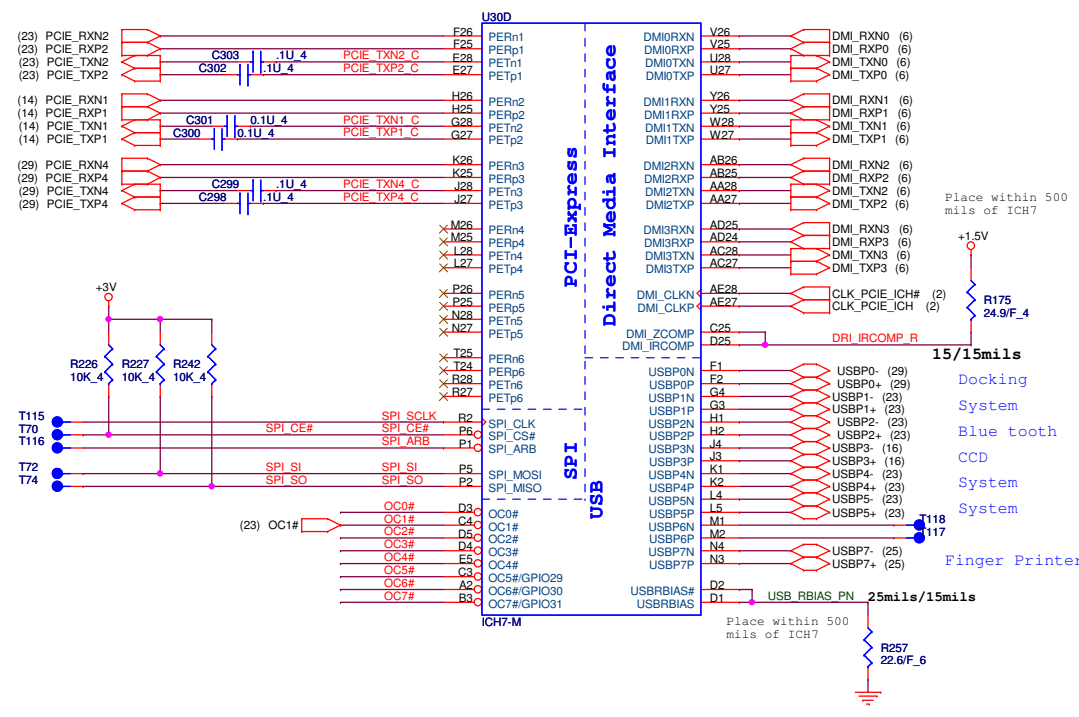 U30D
(23) PCIE_RXN2 F26 PERn1 DMI0RXN V26 DMI_RXN0 (6)
(23) PCIE_RXP2 F25 PERp1 DMI0RXP V25 DMI_RXP0 (6)
(23) PCIE_TXN2 C303 .1U_4 PCIE_TXN2_C E28 PETn1 DMI0TXN U28 DMI_TXN0 (6)
(23) PCIE_TXP2 C302 .1U_4 PCIE_TXP2_C E27 PETp1 DMI0TXP U27 DMI_TXP0 (6)
(14) PCIE_RXN1 H26 PERn2 DMI1RXN Y26 DMI_RXN1 (6)
(14) PCIE_RXP1 H25 PERp2 DMI1RXP Y25 DMI_RXP1 (6)
(14) PCIE_TXN1 C301 0.1U_4 PCIE_TXN1_C G28 PETn2 DMI1TXN W28 DMI_TXN1 (6)
(14) PCIE_TXP1 C300 0.1U_4 PCIE_TXP1_C G27 PETp2 DMI1TXP W27 DMI_TXP1 (6)
(29) PCIE_RXN4 K26 PERn3 DMI2RXN AB26 DMI_RXN2 (6)
(29) PCIE_RXP4 K25 PERp3 DMI2RXP AB25 DMI_RXP2 (6)
(29) PCIE_TXN4 C299 .1U_4 PCIE_TXN4_C J28 PETn3 DMI2TXN AA28 DMI_TXN2 (6)
(29) PCIE_TXP4 C298 .1U_4 PCIE_TXP4_C J27 PETp3 DMI2TXP AA27 DMI_TXP2 (6)
PCI-Express
Direct Media Interface
Place within 500
mils of ICH7
M26 PERn4 DMI3RXN AD25 DMI_RXN3 (6)
M25 PERp4 DMI3RXP AD24 DMI_RXP3 (6)
L28 PETn4 DMI3TXN AC28 DMI_TXN3 (6)
L27 PETp4 DMI3TXP AC27 DMI_TXP3 (6)
+1.5V
P26 PERn5 DMI_CLKN AE28 CLK_PCIE_ICH# (2)
P25 PERp5 DMI_CLKP AE27 CLK_PCIE_ICH (2)
N28 PETn5
N27 PETp5
R175
24.9/F_4
DMI_ZCOMP C25
DMI_IRCOMP D25 DRI_IRCOMP_R
15/15mils
+3V
R226
10K_4
R227
10K_4
R242
10K_4
T25 PERn6
T24 PERp6
R28 PETn6
R27 PETp6
USBP0N F1 USBP0- (29)
USBP0P F2 USBP0+ (29) Docking
USBP1N G4 USBP1- (23)
USBP1P G3 USBP1+ (23) System
T115 SPI_SCLK R2 SPI_CLK USBP2N H1 USBP2- (23)
T70 SPI_CE# SPI_CE# P6 SPI_CS# USBP2P H2 USBP2+ (23) Blue tooth
T116 SPI_ARB P1 SPI_ARB USBP3N J4 USBP3- (16)
USBP3P J3 USBP3+ (16) CCD
T72 SPI_SI SPI_SI P5 SPI_MOSI USBP4N K1 USBP4- (23)
T74 SPI_SO SPI_SO P2 SPI_MISO USBP4P K2 USBP4+ (23) System
SPI
USB
USBP5N L4 USBP5- (23)
OC0# D3 OC0# USBP5P L5 USBP5+ (23) System
(23) OC1# OC1# C4 OC1# USBP6N M1 T118
OC2# D5 OC2# USBP6P M2 T117
OC3# D4 OC3# USBP7N N4 USBP7- (25)
OC4# E5 OC4# USBP7P N3 USBP7+ (25) Finger Printer
OC5# C3 OC5#/GPIO29
OC6# A2 OC6#/GPIO30 USBRBIAS# D2
OC7# B3 OC7#/GPIO31 USBRBIAS D1 USB_RBIAS_PN 25mils/15mils
ICH7-M
Place within 500
mils of ICH7
R257
22.6/F_6